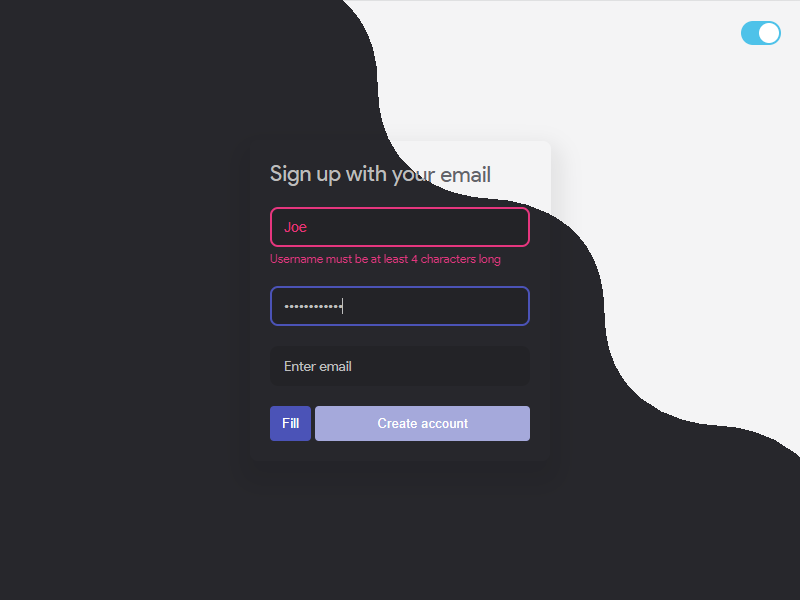 Sign up with your email
Joe
Username must be at least 4 characters long
••••••••••••
Enter email
Fill
Create account